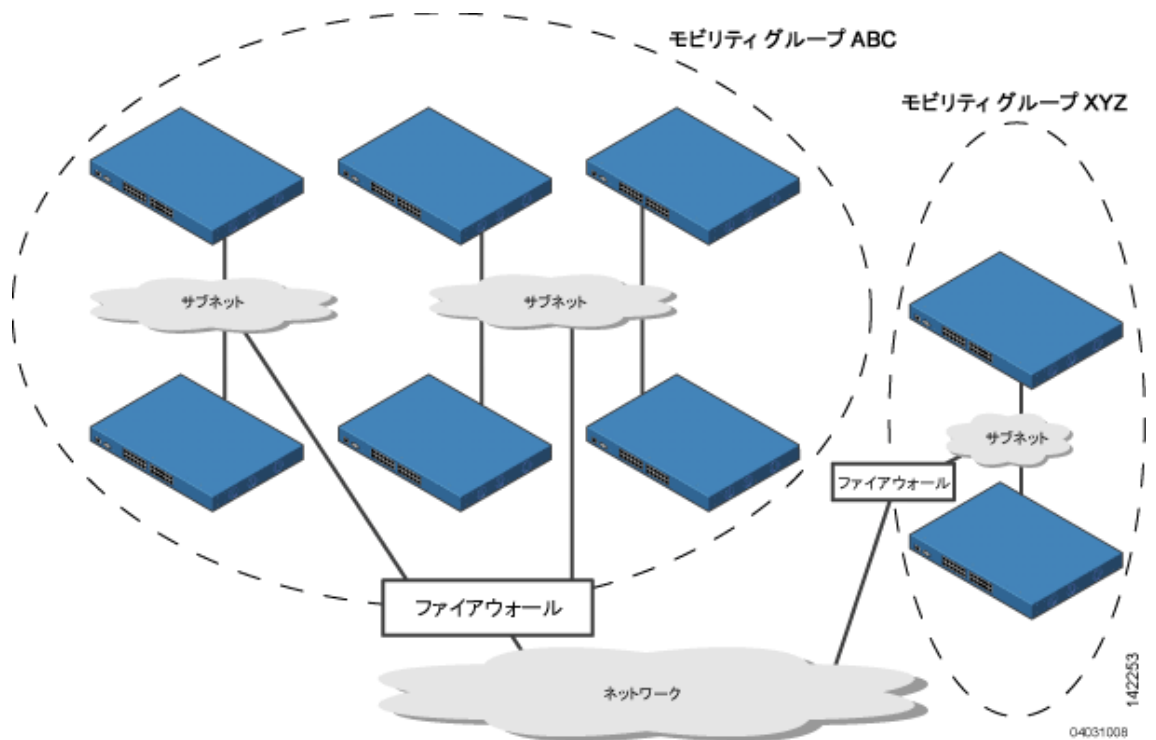 モビリティ グループ ABC
モビリティ グループ XYZ
サブネット
サブネット
サブネット
ファイアウォール
ファイアウォール
ネットワーク
142253
04031008